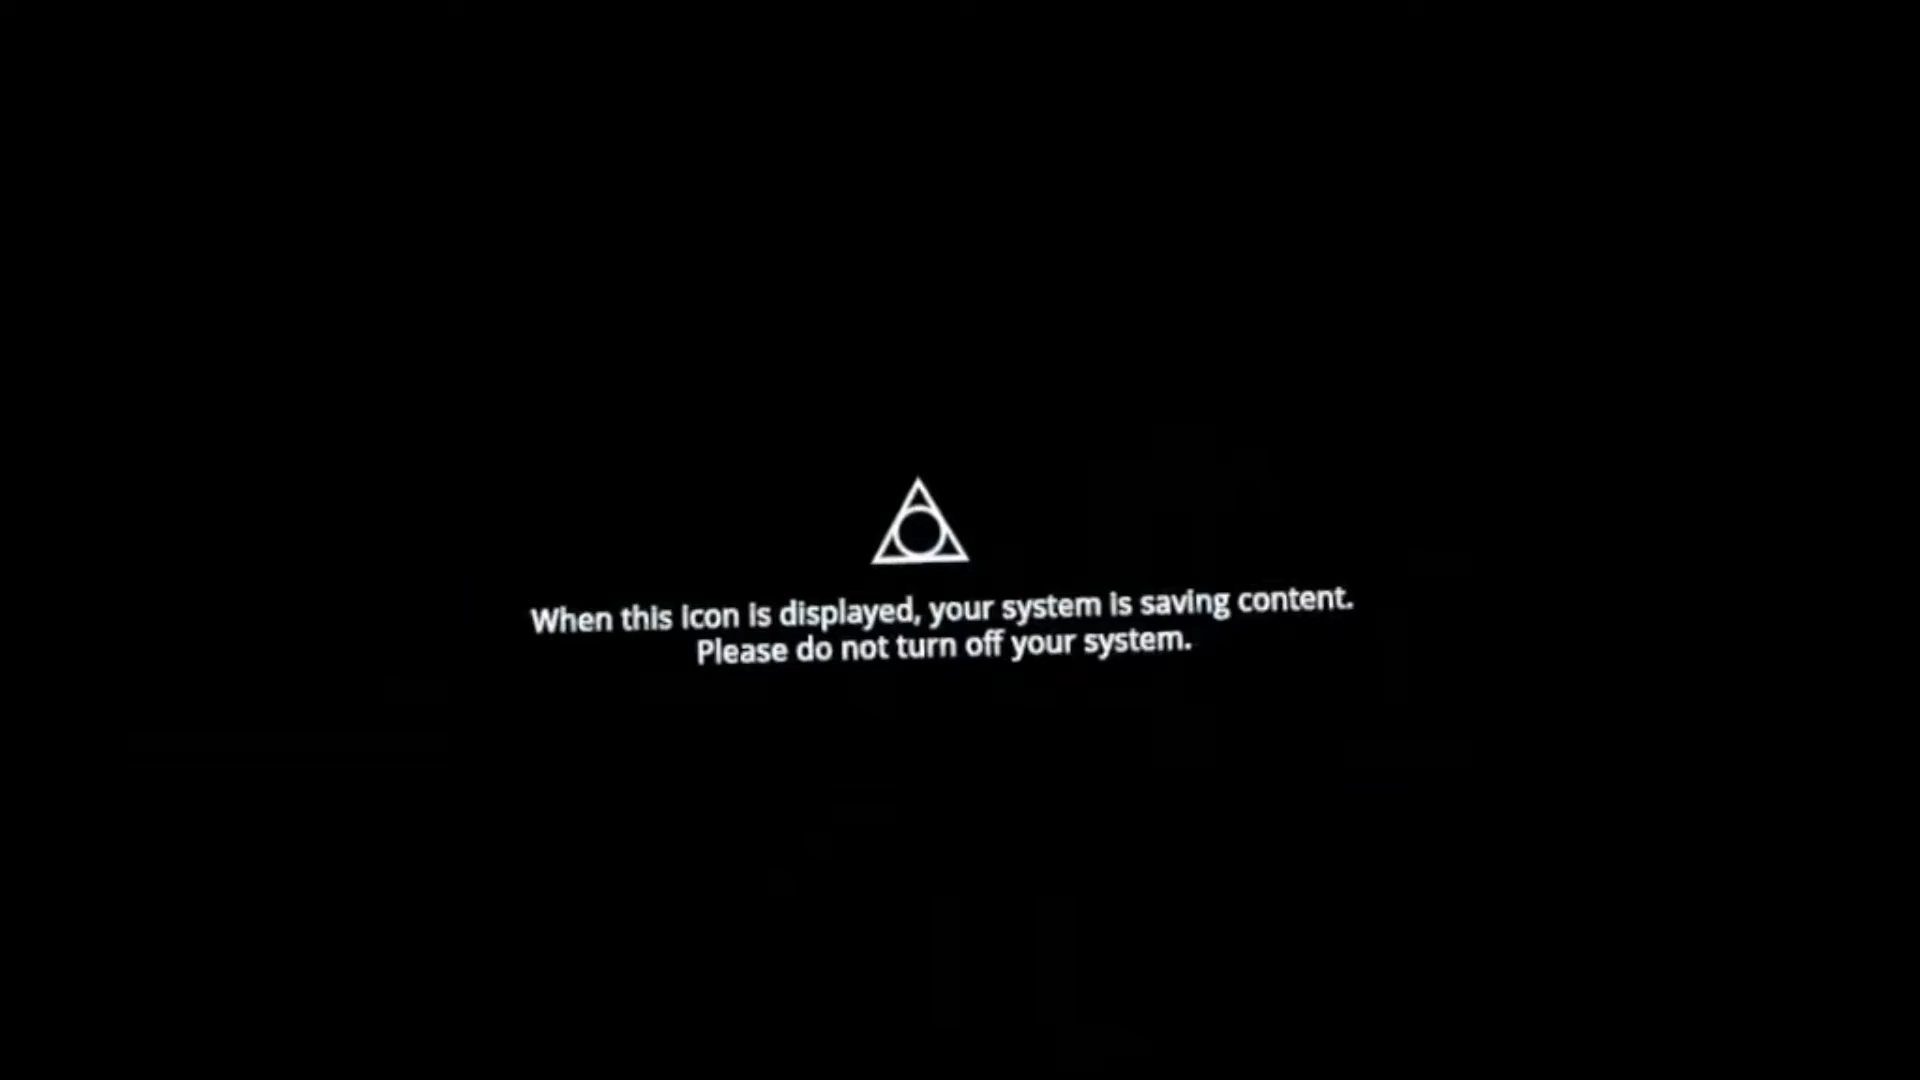 When this icon is displayed, your system is saving content.
Please do not turn off your system.